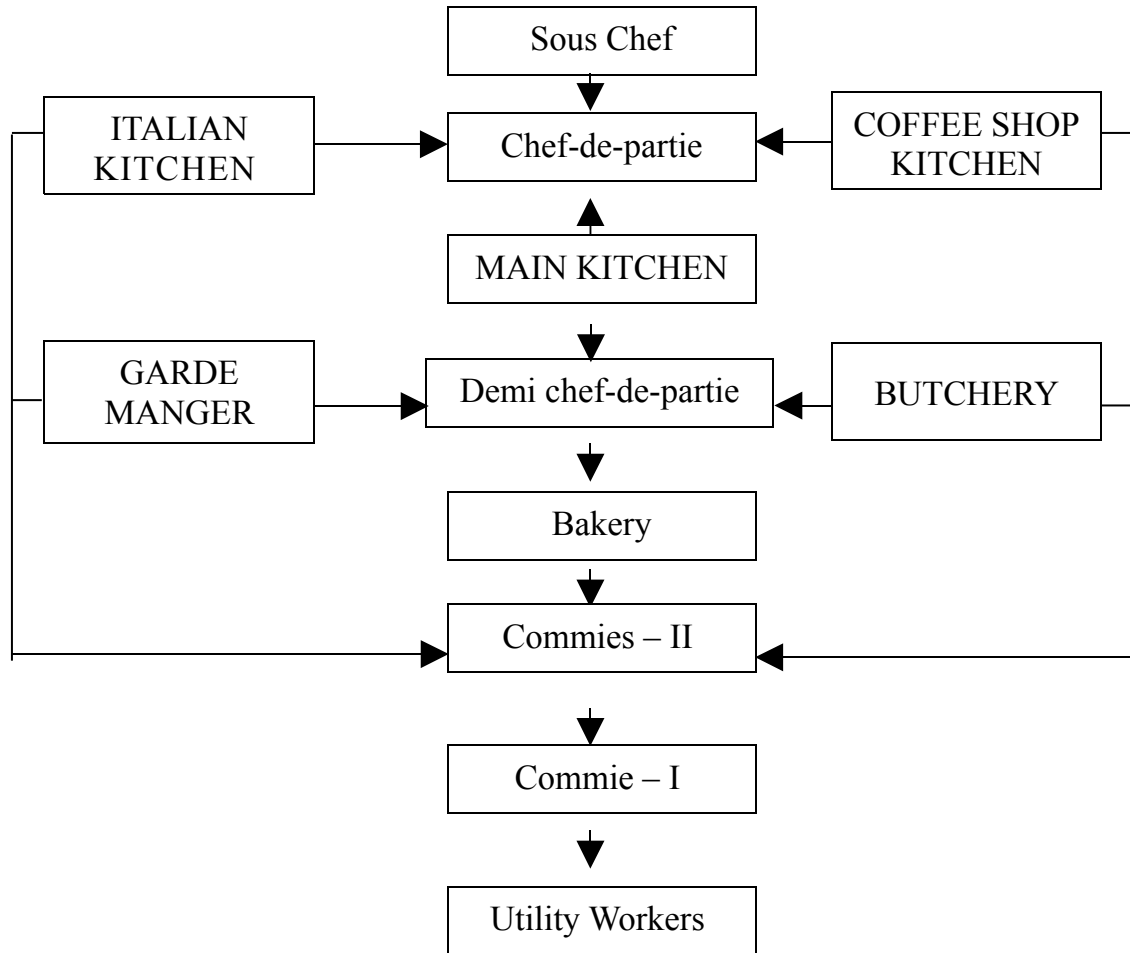 Sous Chef
ITALIAN
KITCHEN
Chef-de-partie
COFFEE SHOP
KITCHEN
MAIN KITCHEN
GARDE
MANGER
Demi chef-de-partie
BUTCHERY
Bakery
Commies – II
Commie – I
Utility Workers